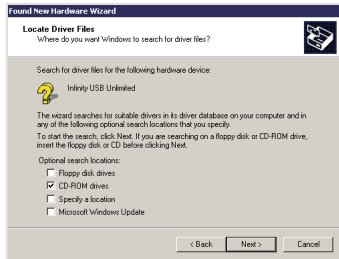 Found New Hardware Wizard
Locate Driver Files
Where do you want Windows to search for driver files?
Search for driver files for the following hardware device:
Infinity USB Unlimited
The wizard searches for suitable drivers in its driver database on your computer and in
any of the following optional search locations that you specify.
To start the search, click Next. If you are searching on a floppy disk or CD-ROM drive,
insert the floppy disk or CD before clicking Next.
Optional search locations:
Floppy disk drives
CD-ROM drives
Specify a location
Microsoft Windows Update
< Back Next > Cancel